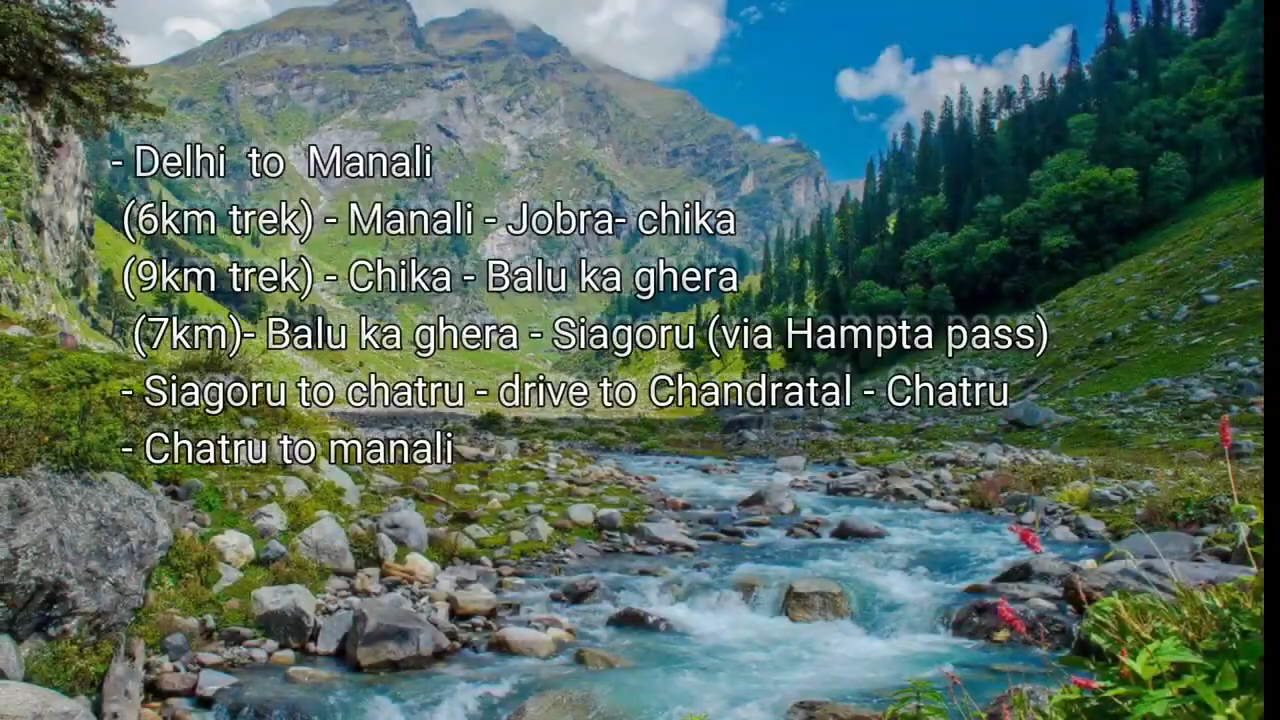 - Delhi to Manali
(6km trek) - Manali - Jobra- chika
(9km trek) - Chika - Balu ka ghera
(7km)- Balu ka ghera - Siagoru (via Hampta pass)
- Siagoru to chatru - drive to Chandratal - Chatru
- Chatru to manali